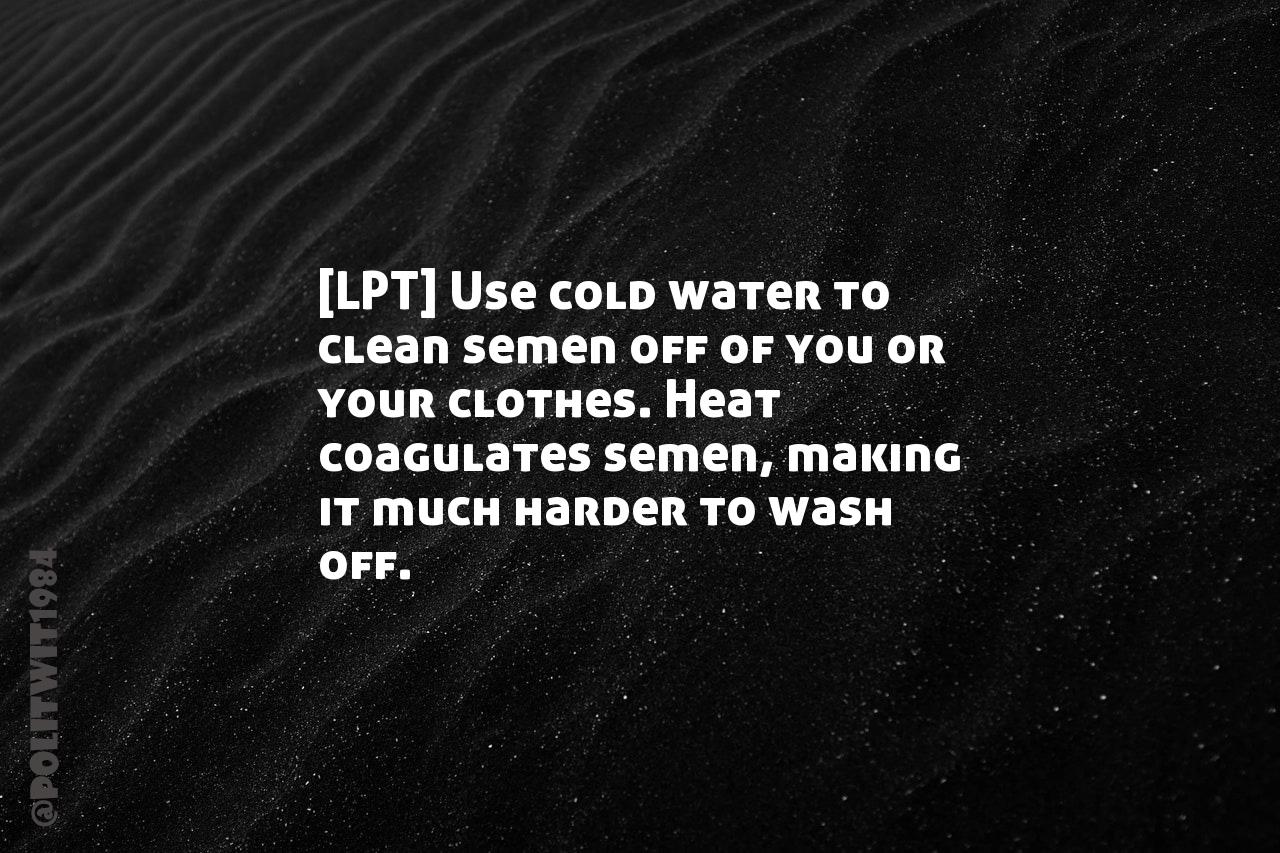 [LPT] Use cold water to
clean semen off of you or
your clothes. Heat
coagulates semen, making
it much harder to wash
off.
@POLITWIT1984